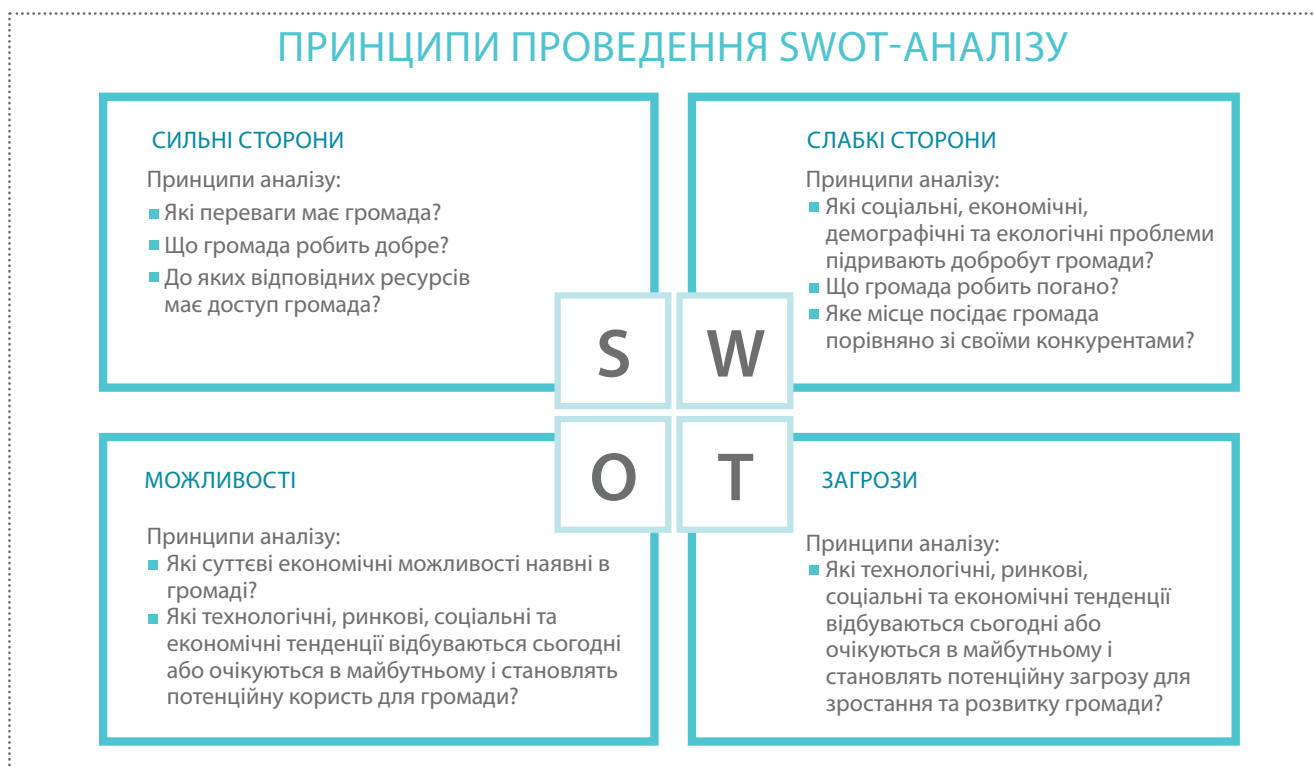 ПРИНЦИПИ ПРОВЕДЕННЯ SWOT-АНАЛІЗУ
СИЛЬНІ СТОРОНИ
Принципи аналізу:
Які переваги має громада?
Що громада робить добре?
До яких відповідних ресурсів
має доступ громада?
СЛАБКІ СТОРОНИ
Принципи аналізу:
Які соціальні, економічні,
демографічні та екологічні проблеми
підривають добробут громади?
Що громада робить погано?
Яке місце посідає громада
порівняно зі своїми конкурентами?
S
W
O
T
МОЖЛИВОСТІ
Принципи аналізу:
Які суттєві економічні можливості наявні в
громаді?
Які технологічні, ринкові, соціальні та
економічні тенденції відбуваються сьогодні
або очікуються в майбутньому і становлять
потенційну користь для громади?
ЗАГРОЗИ
Принципи аналізу:
Які технологічні, ринкові,
соціальні та економічні тенденції
відбуваються сьогодні або
очікуються в майбутньому і
становлять потенційну загрозу для
зростання та розвитку громади?